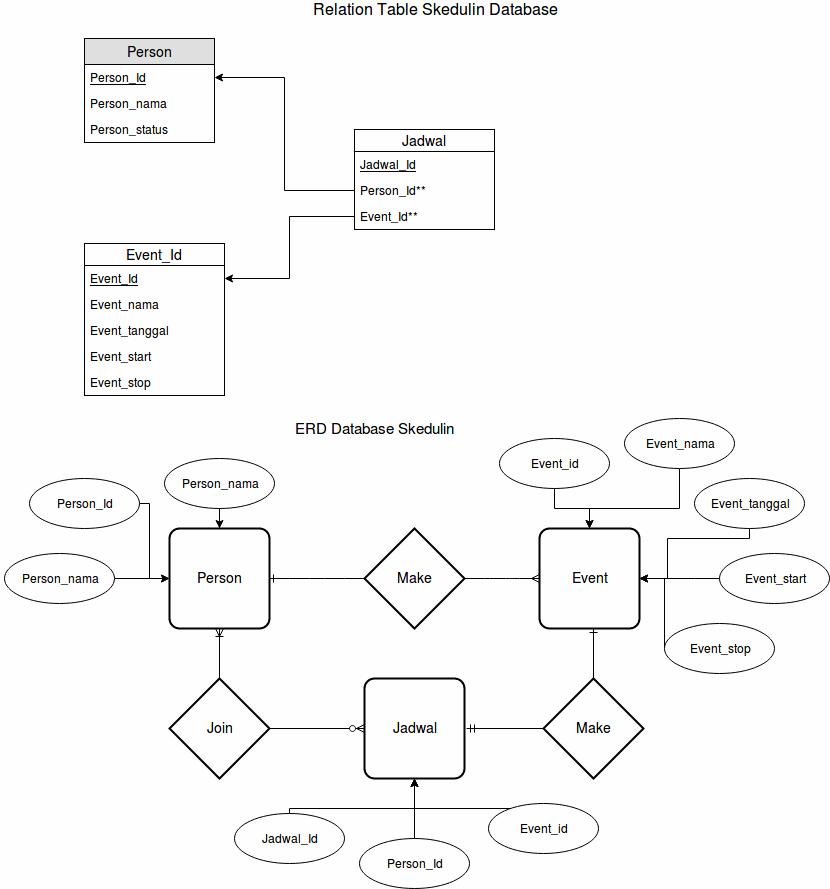 Relation Table Skedulin Database
Person
Person_Id
Person_nama
Person_status
Jadwal
Jadwal_Id
Person_Id**
Event_Id**
Event_Id
Event_Id
Event_nama
Event_tanggal
Event_start
Event_stop
ERD Database Skedulin
Person_Id
Person_nama
Person_nama
Person
Make
Event_id
Event_nama
Event_tanggal
Event
Event_start
Event_stop
Join
Jadwal
Make
Jadwal_Id
Person_Id
Event_id